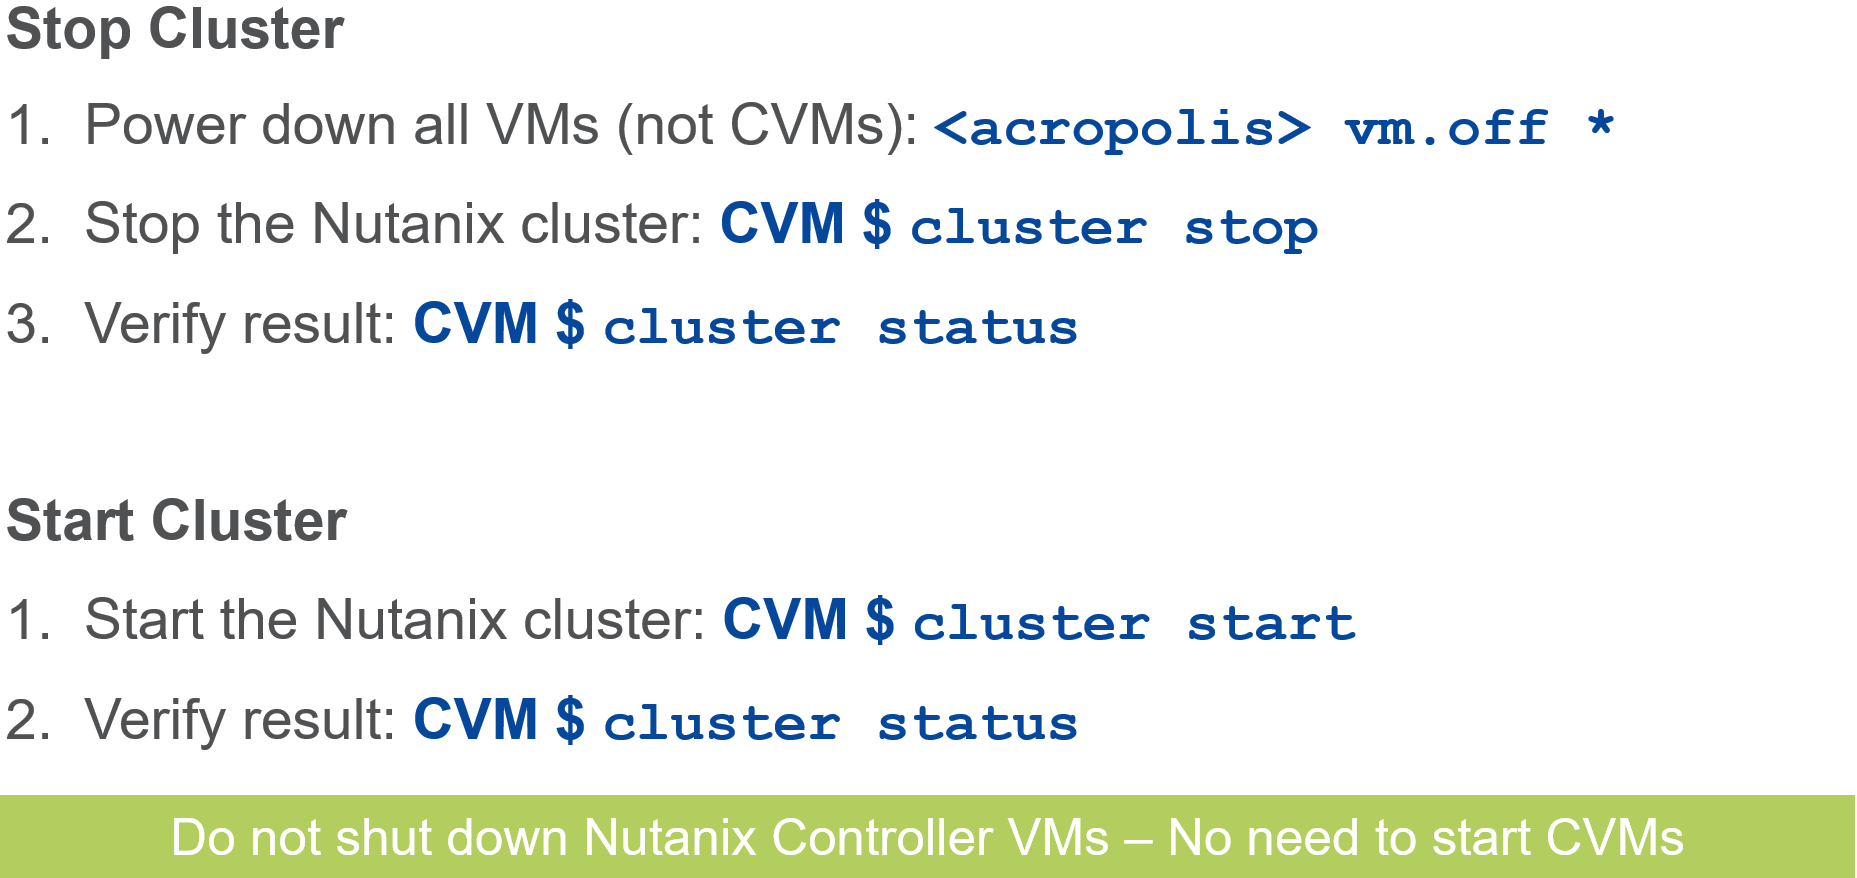 Stop Cluster
1. Power down all VMs (not CVMs): <acropolis> vm.off *
2. Stop the Nutanix cluster: CVM $ cluster stop
3. Verify result: CVM $ cluster status
Start Cluster
1. Start the Nutanix cluster: CVM $ cluster start
2. Verify result: CVM $ cluster status
Do not shut down Nutanix Controller VMs – No need to start CVMs